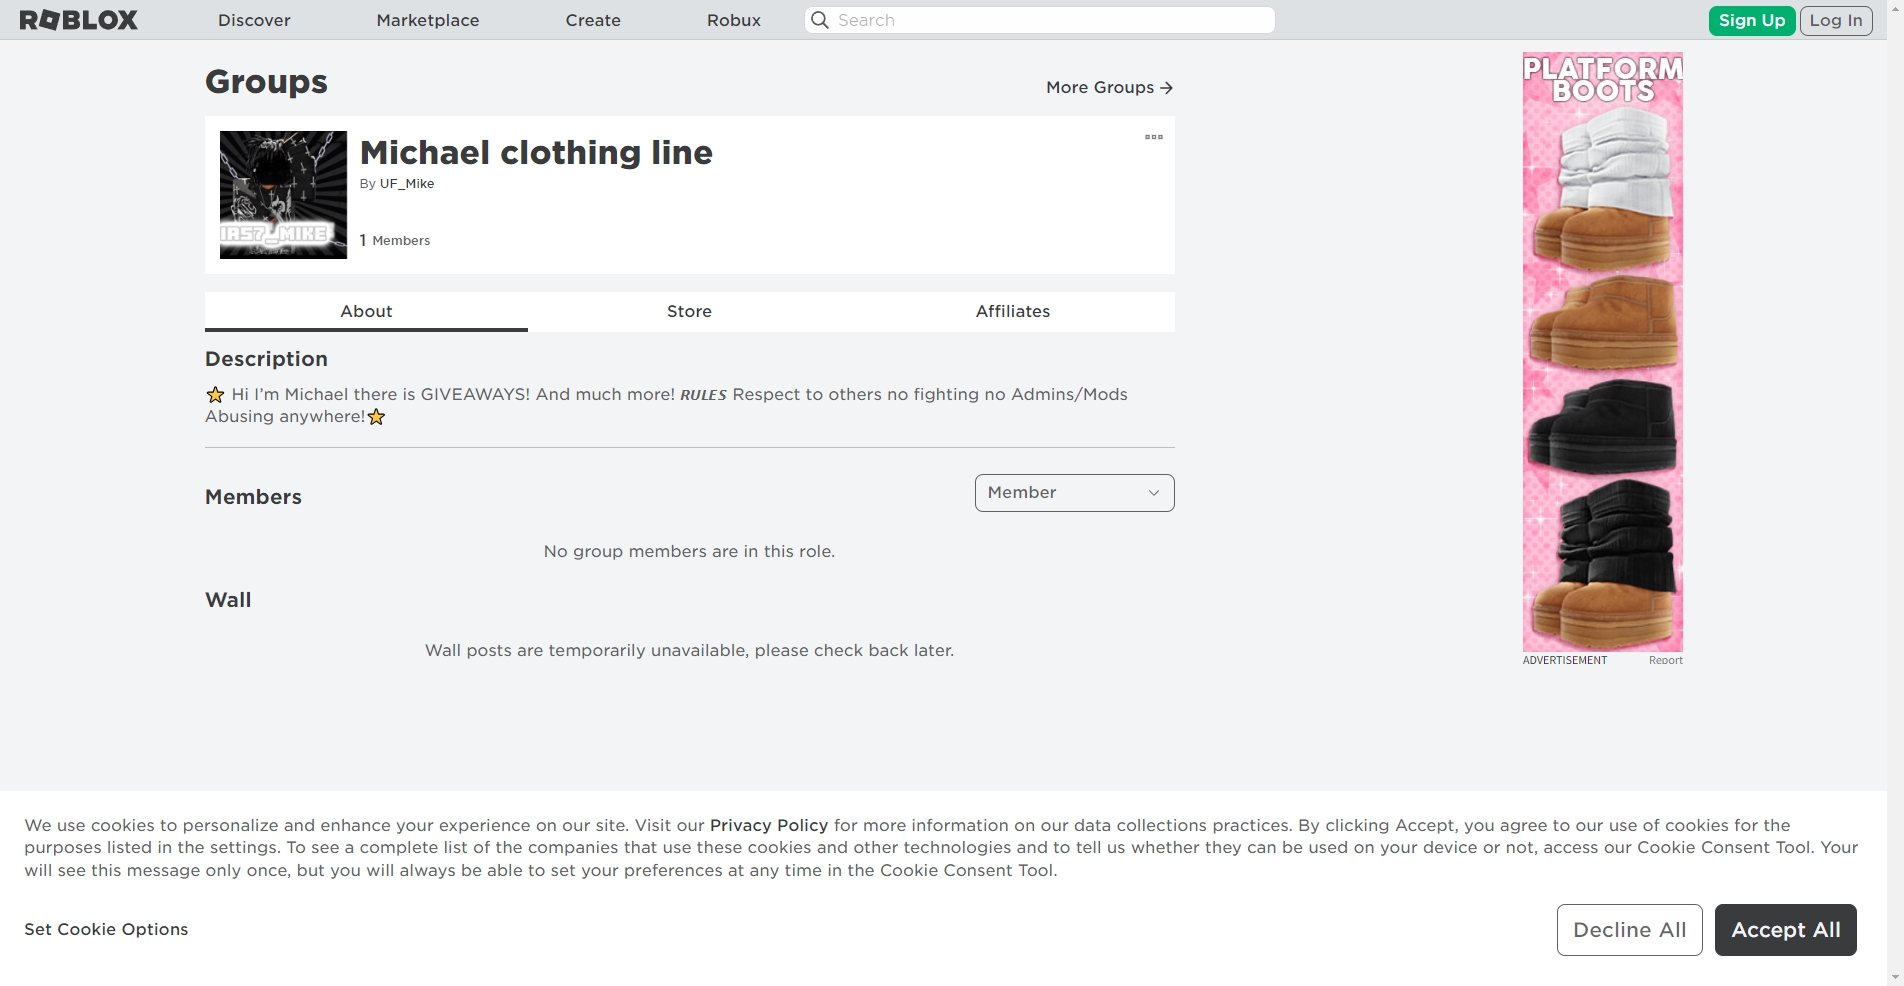 ROBLOX Discover Marketplace Create Robux Search Sign Up Log In
Groups
More Groups →
Michael clothing line
By UF_Mike
1 Members
About Store Affiliates
Description
⭐ Hi I’m Michael there is GIVEAWAYS! And much more! 𝑹𝑼𝑳𝑬𝑺 Respect to others no fighting no Admins/Mods
Abusing anywhere!⭐
Members
Member
No group members are in this role.
Wall
Wall posts are temporarily unavailable, please check back later.
PLATFORM
BOOTS
ADVERTISEMENT Report
We use cookies to personalize and enhance your experience on our site. Visit our Privacy Policy for more information on our data collections practices. By clicking Accept, you agree to our use of cookies for the
purposes listed in the settings. To see a complete list of the companies that use these cookies and other technologies and to tell us whether they can be used on your device or not, access our Cookie Consent Tool. Your
will see this message only once, but you will always be able to set your preferences at any time in the Cookie Consent Tool.
Set Cookie Options
Decline All
Accept All